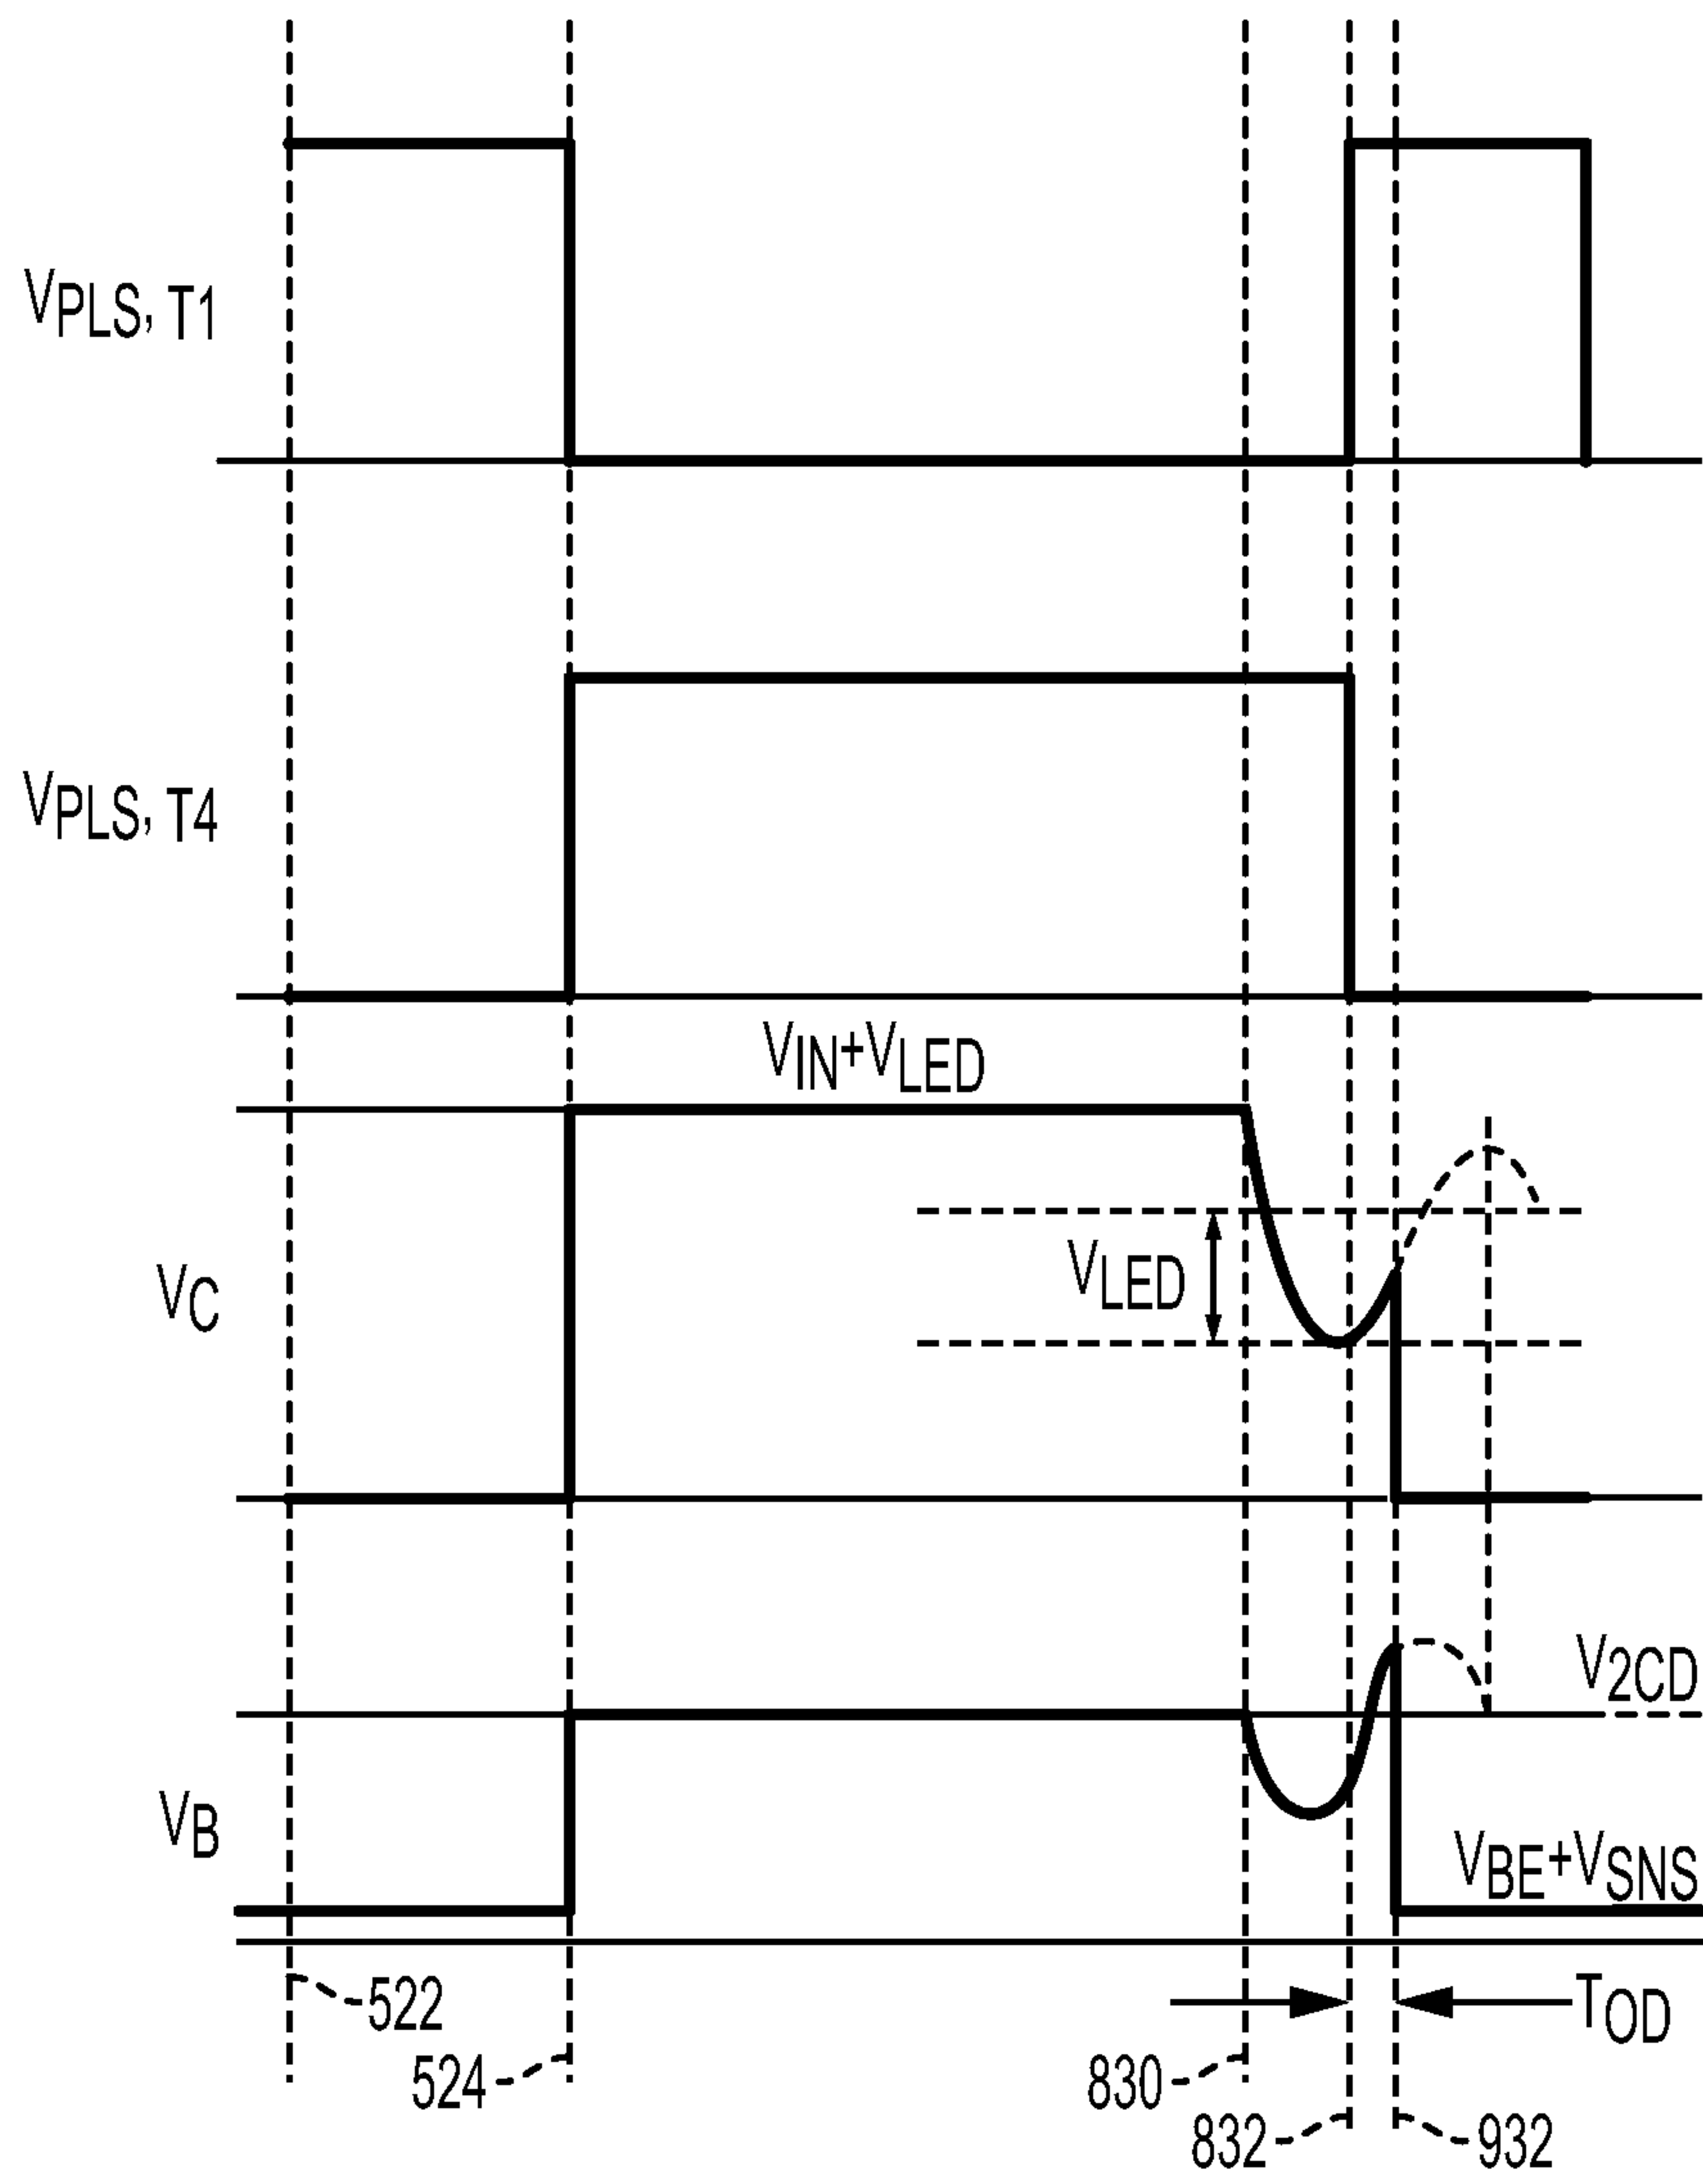 VPLS, T1
VPLS, T4
VIN+VLED
VLED
VC
V2CD
VB
VBE+VSNS
522
TOD
524
830
832
932